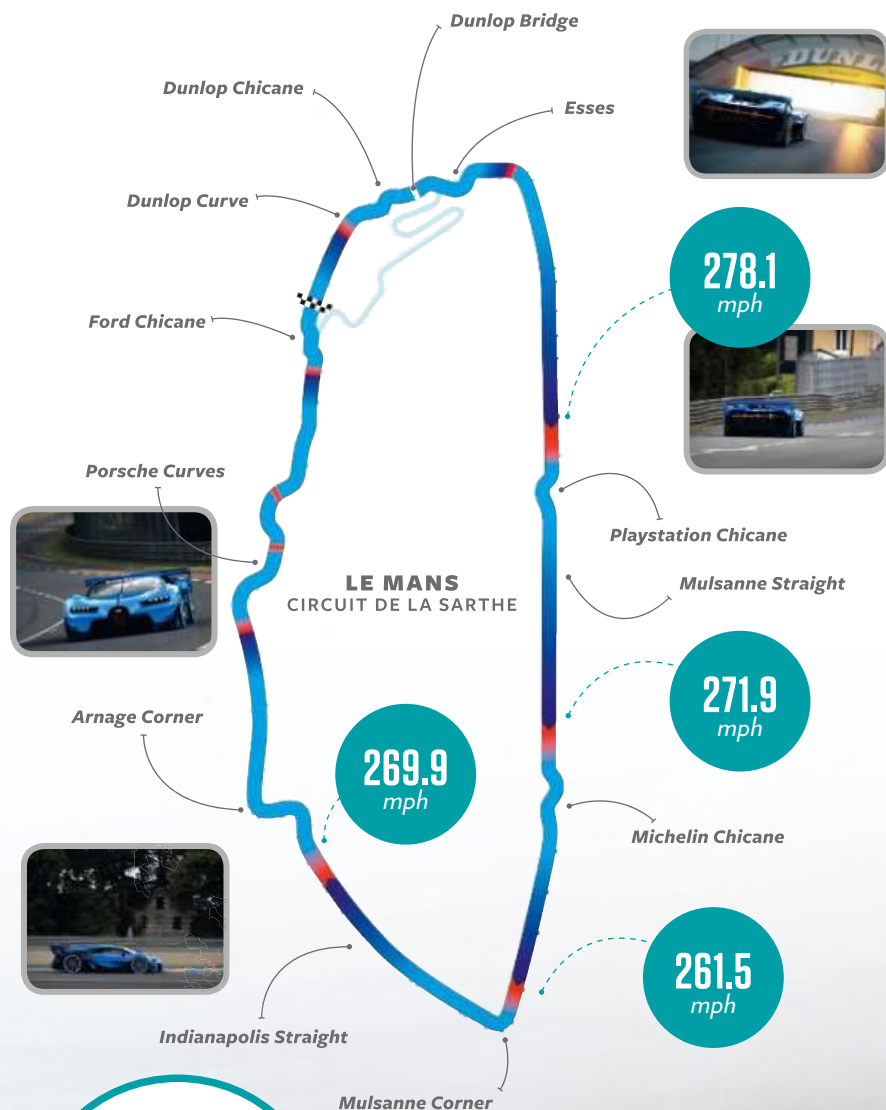 Dunlop Bridge
Dunlop Chicane
Esses
Dunlop Curve
278.1
mph
Ford Chicane
Porsche Curves
Playstation Chicane
LE MANS
CIRCUIT DE LA SARTHE
Mulsanne Straight
271.9
mph
Arnage Corner
269.9
mph
Michelin Chicane
261.5
mph
Indianapolis Straight
Mulsanne Corner